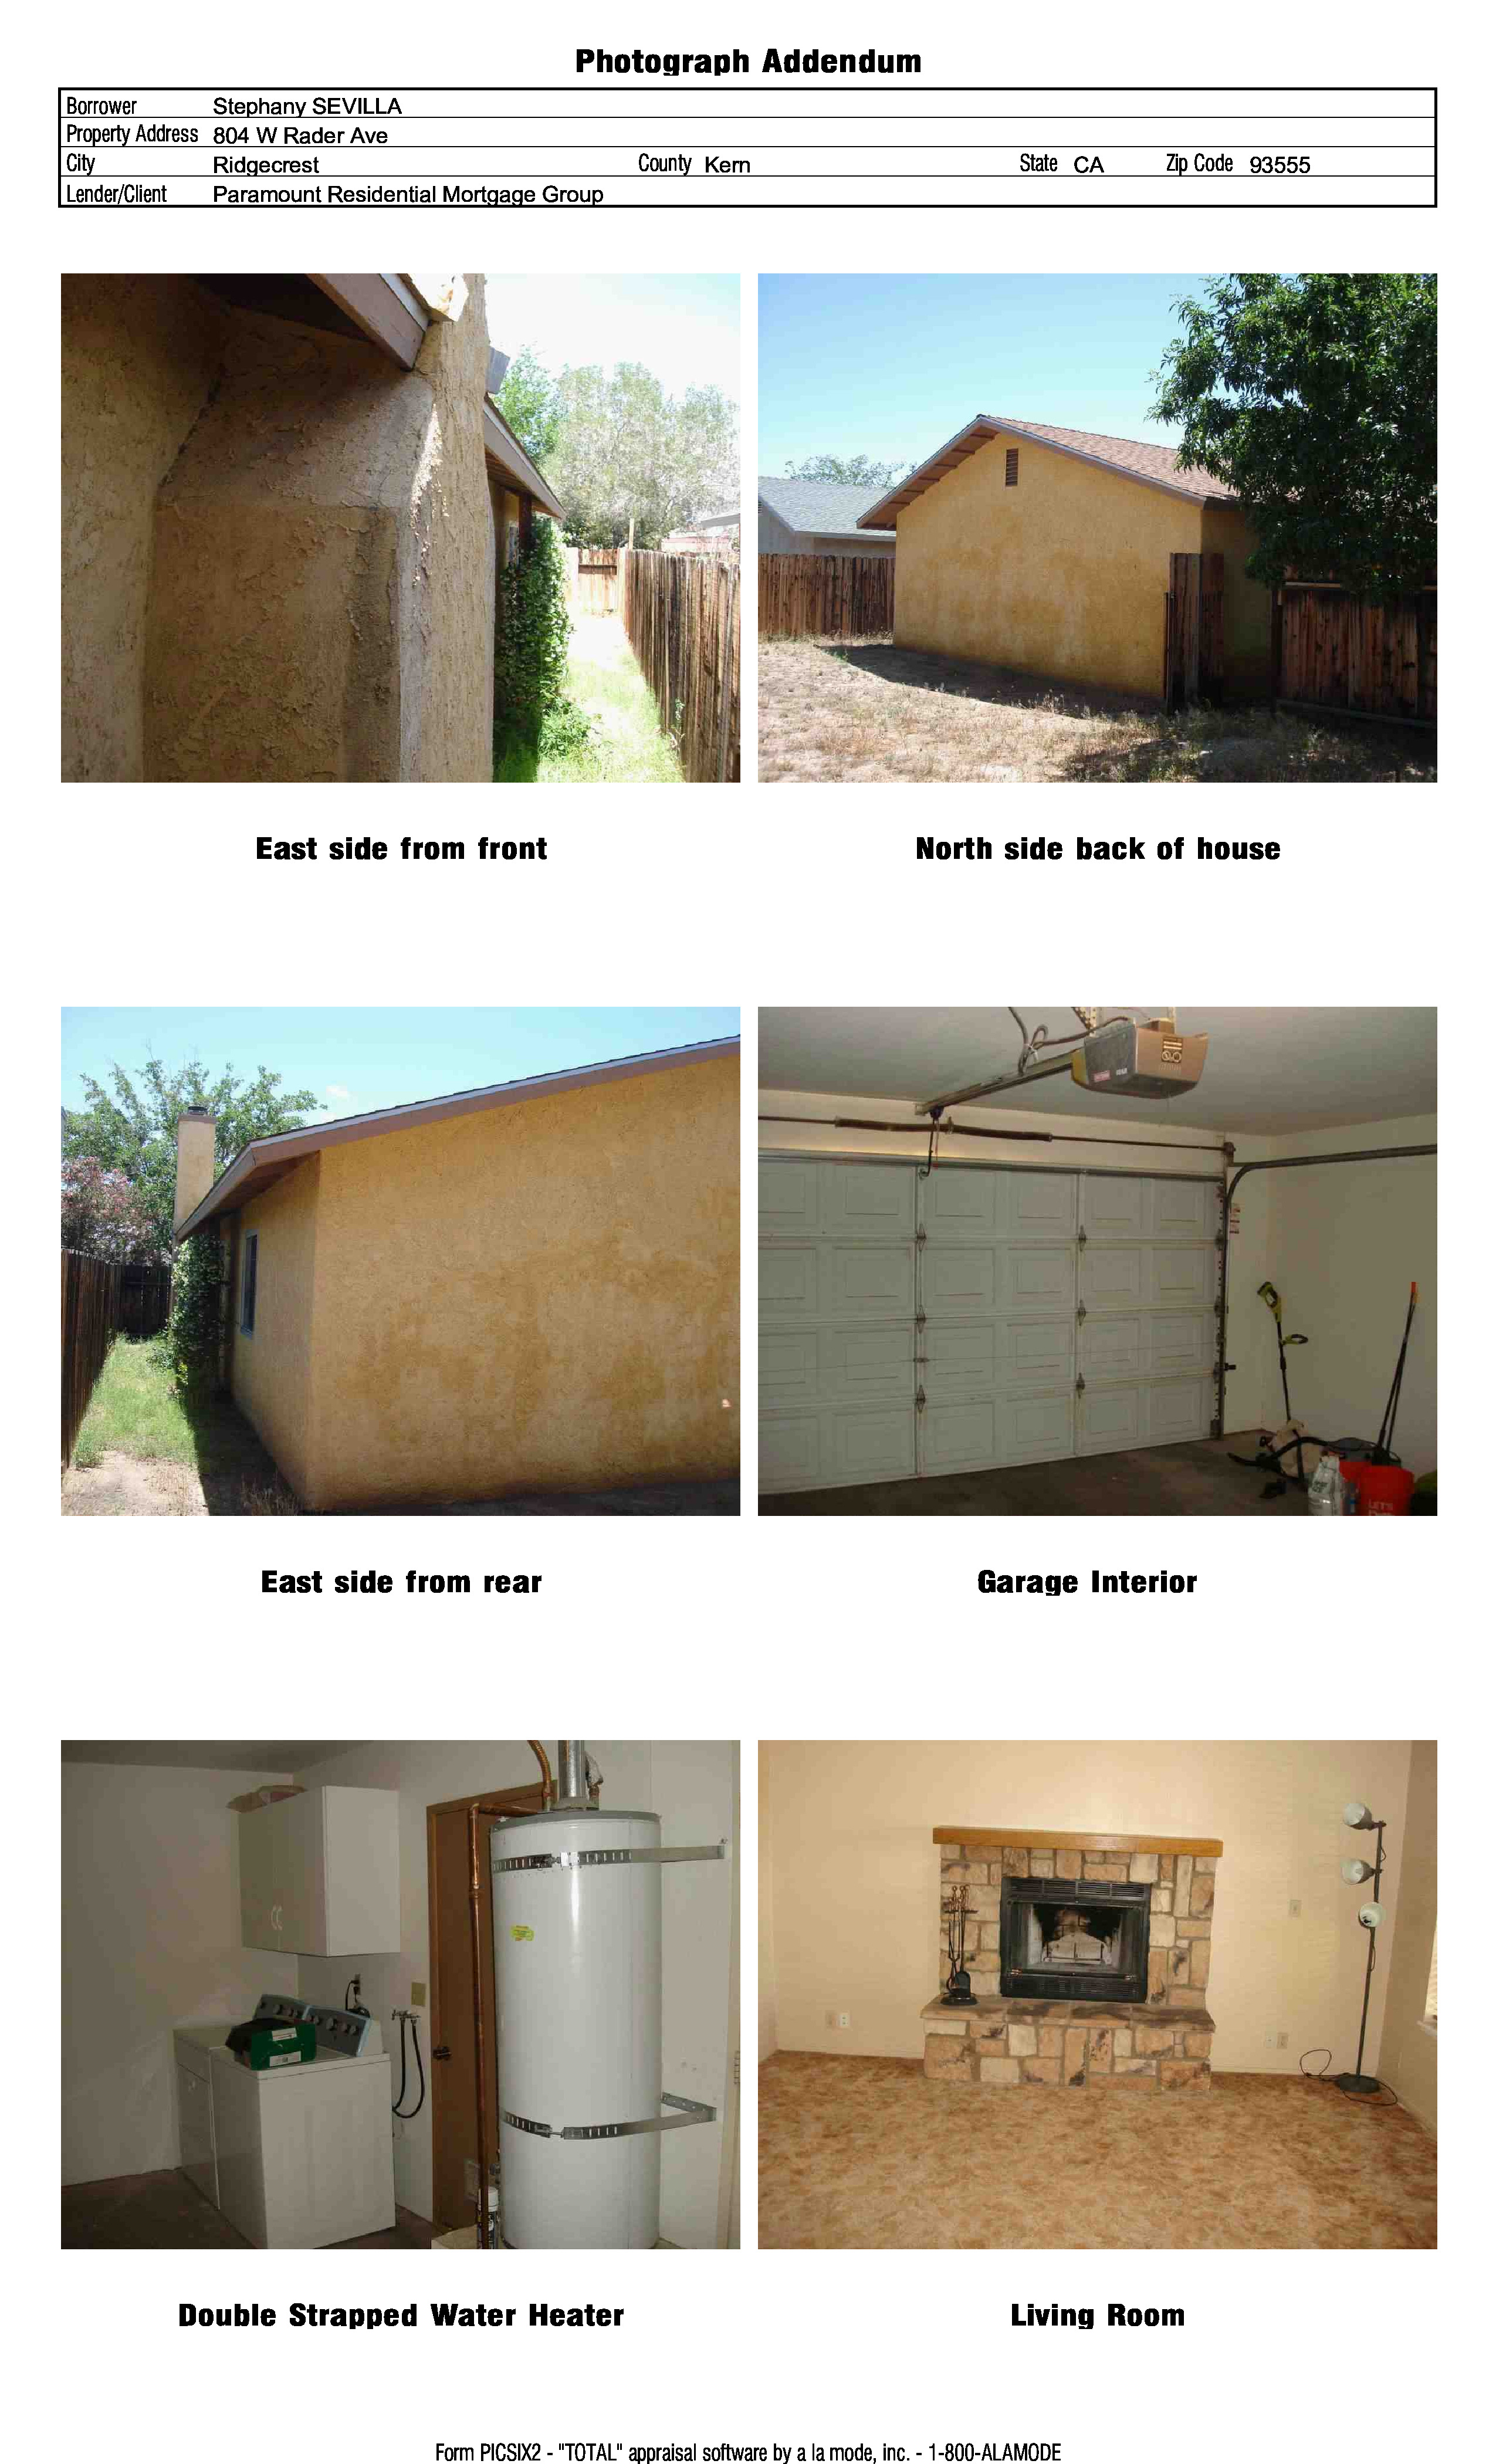 Photograph Addendum
Borrower Stephany SEVILLA
Property Address 804 W Rader Ave
City Ridgecrest County Kern State CA Zip Code 93555
Lender/Client Paramount Residential Mortgage Group
East side from front North side back of house
East side from rear Garage Interior
LET'S
Double Strapped Water Heater Living Room
Form PICSIX2 - "TOTAL" appraisal software by a la mode, inc. - 1-800-ALAMODE